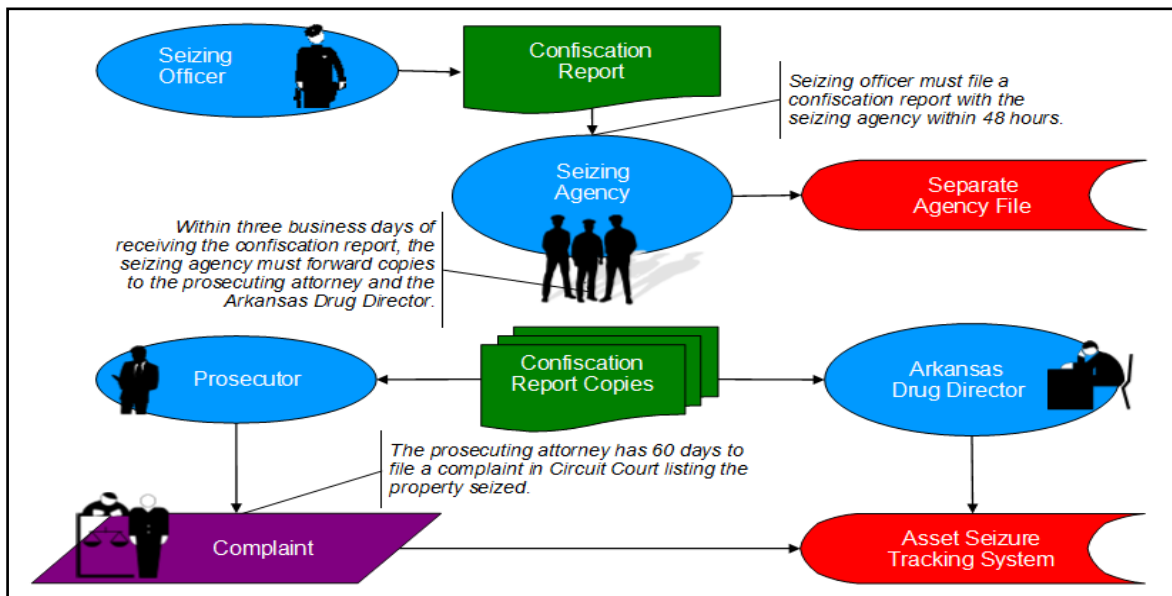 Seizing
Officer
Confiscation
Report
Seizing officer must file a
confiscation report with the
seizing agency within 48 hours.
Seizing
Agency
Separate
Agency File
Within three business days of
receiving the confiscation report, the
seizing agency must forward copies
to the prosecuting attorney and the
Arkansas Drug Director.
Prosecutor
Confiscation
Report Copies
Arkansas
Drug Director
The prosecuting attorney has 60 days to
file a complaint in Circuit Court listing the
property seized.
Complaint
Asset Seizure
Tracking System